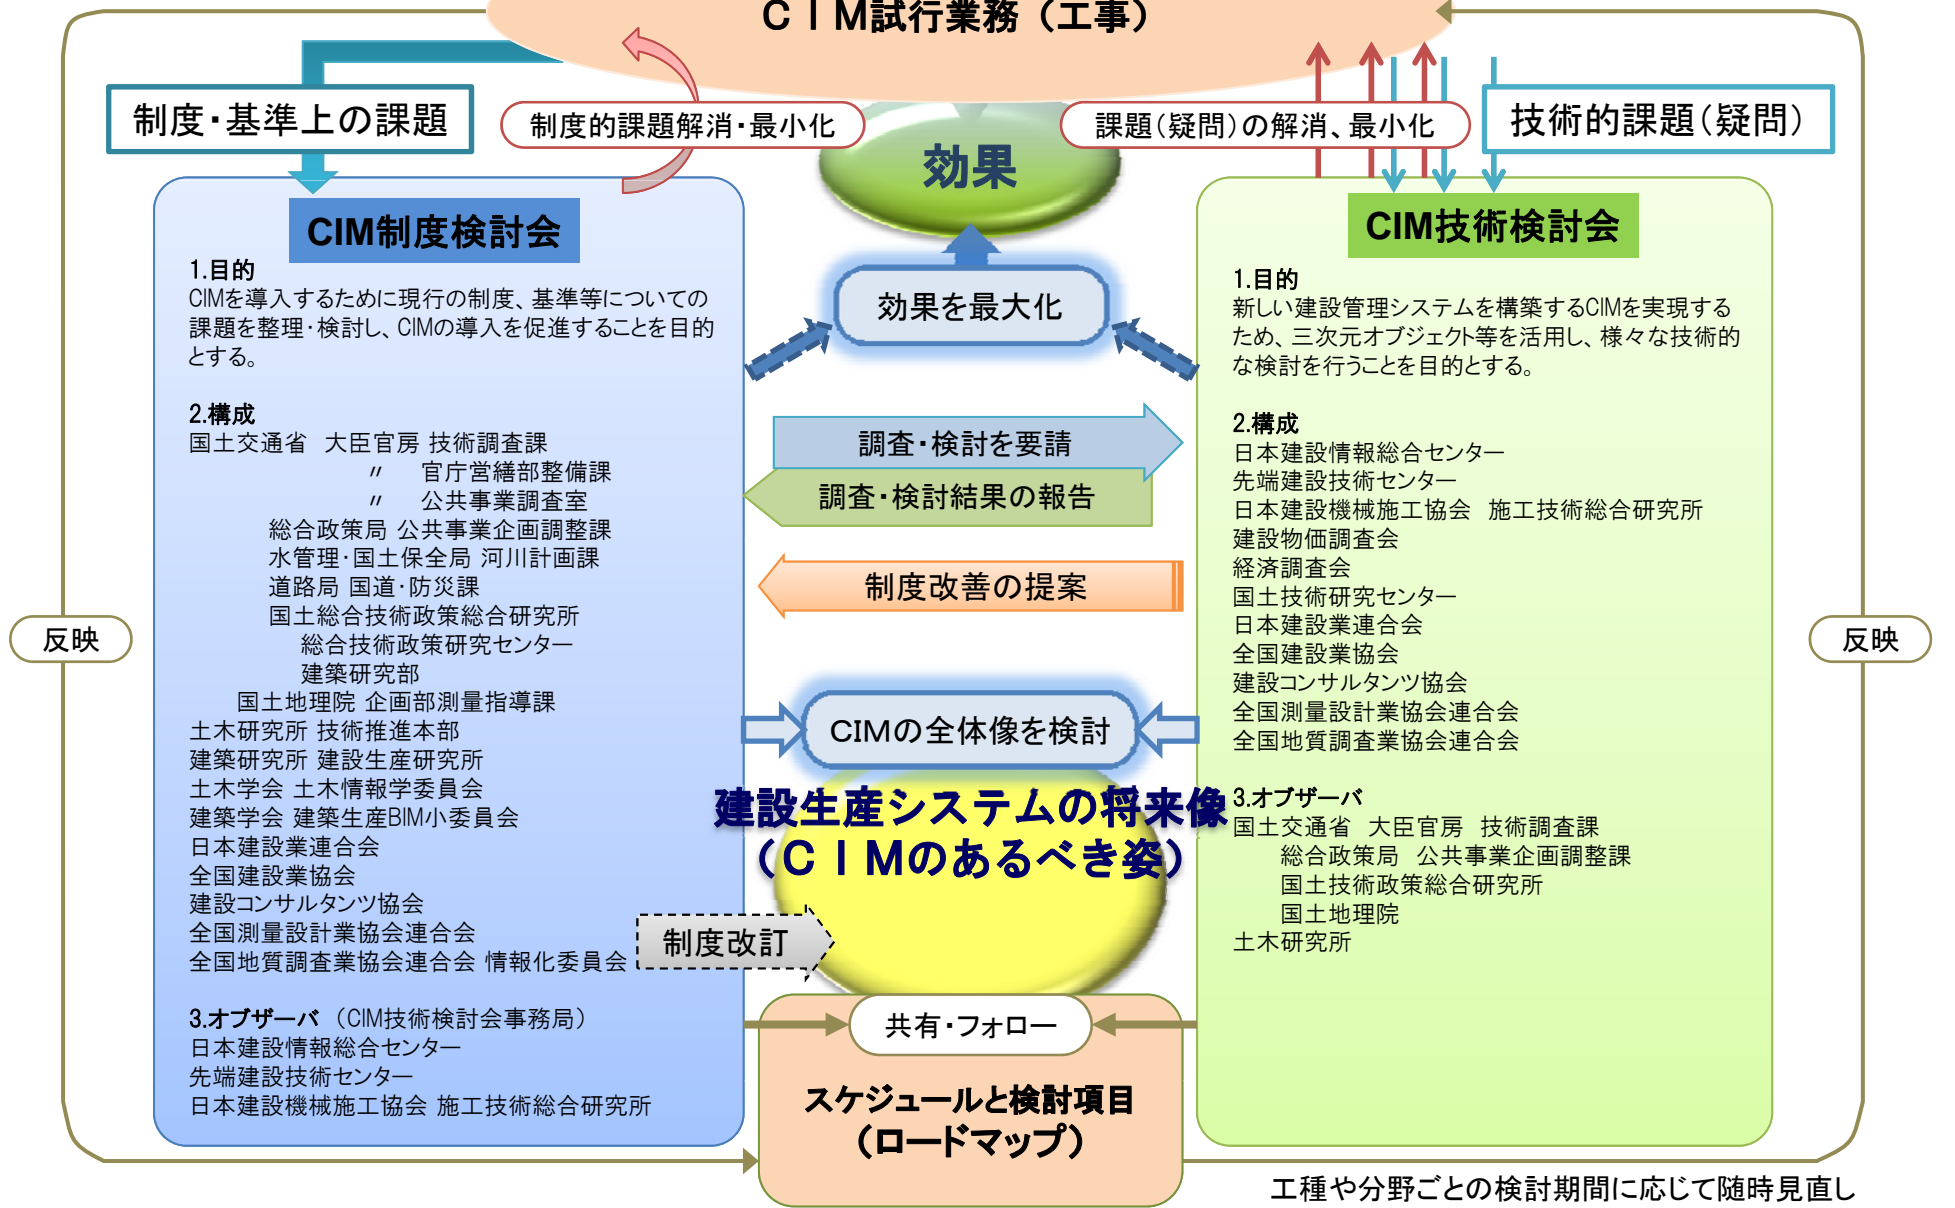 CIM試行業務（工事）
制度・基準上の課題
制度的課題解消・最小化
課題（疑問）の解消、最小化
技術的課題（疑問）
効果
CIM制度検討会
1.目的
CIMを導入するために現行の制度、基準等についての
課題を整理・検討し、CIMの導入を促進することを目的
とする。
2.構成
国土交通省　大臣官房 技術調査課
〃　官庁営繕部整備課
〃　公共事業調査室
総合政策局 公共事業企画調整課
水管理・国土保全局 河川計画課
道路局 国道・防災課
国土総合技術政策総合研究所
総合技術政策研究センター
建築研究部
国土地理院 企画部測量指導課
土木研究所 技術推進本部
建築研究所 建設生産研究所
土木学会 土木情報学委員会
建築学会 建築生産BIM小委員会
日本建設業連合会
全国建設業協会
建設コンサルタンツ協会
全国測量設計業協会連合会
全国地質調査業協会連合会 情報化委員会
3.オブザーバ （CIM技術検討会事務局）
日本建設情報総合センター
先端建設技術センター
日本建設機械施工協会 施工技術総合研究所
効果を最大化
調査・検討を要請
調査・検討結果の報告
制度改善の提案
CIMの全体像を検討
建設生産システムの将来像
（CIMのあるべき姿）
制度改訂
共有・フォロー
スケジュールと検討項目
（ロードマップ）
CIM技術検討会
1.目的
新しい建設管理システムを構築するCIMを実現する
ため、三次元オブジェクト等を活用し、様々な技術的
な検討を行うことを目的とする。
2.構成
日本建設情報総合センター
先端建設技術センター
日本建設機械施工協会　施工技術総合研究所
建設物価調査会
経済調査会
国土技術研究センター
日本建設業連合会
全国建設業協会
建設コンサルタンツ協会
全国測量設計業協会連合会
全国地質調査業協会連合会
3.オブザーバ
国土交通省　大臣官房　技術調査課
総合政策局　公共事業企画調整課
国土技術政策総合研究所
国土地理院
土木研究所
反映
反映
工種や分野ごとの検討期間に応じて随時見直し